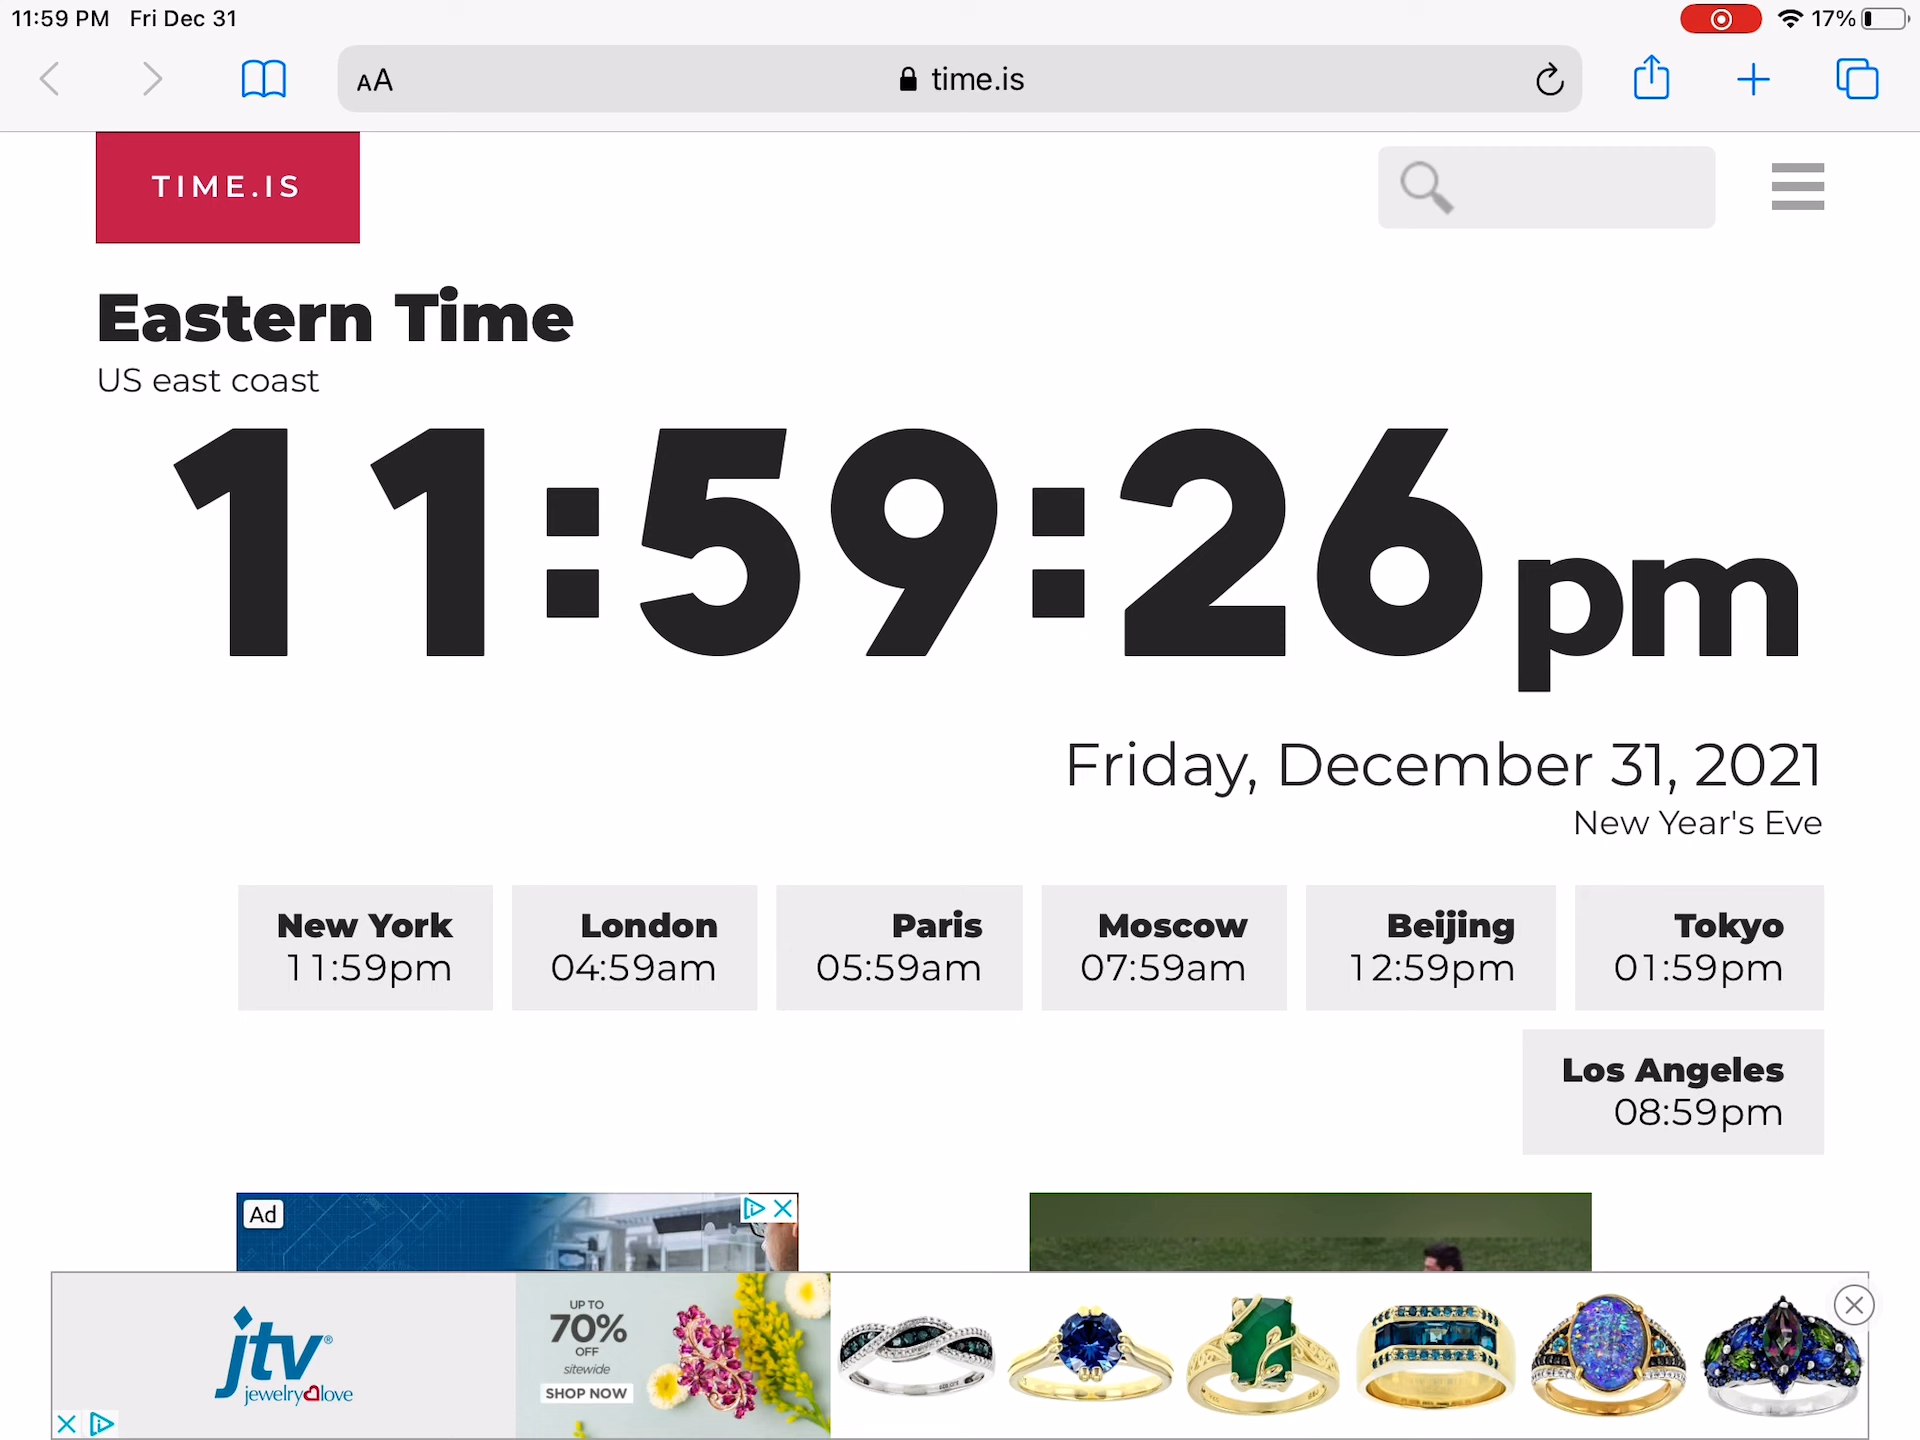 11:59 PM Fri Dec 31
17%
AA
time.is
TIME.IS
Eastern Time
US east coast
11:59:26pm
Friday, December 31, 2021
New Year's Eve
New York
11:59pm
London
04:59am
Paris
05:59am
Moscow
07:59am
Beijing
12:59pm
Tokyo
01:59pm
Los Angeles
08:59pm
Ad
jtv®
jewelry love
UP TO
70%
OFF
sitewide
SHOP NOW